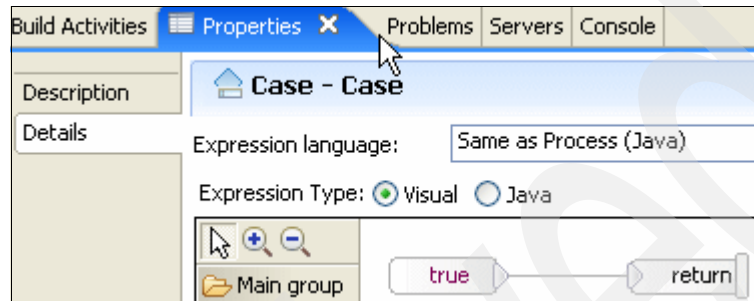 Build Activities Properties Problems Servers Console
Description
Case - Case
Details
Expression language: Same as Process (Java)
Expression Type: Visual Java
Main group
true return